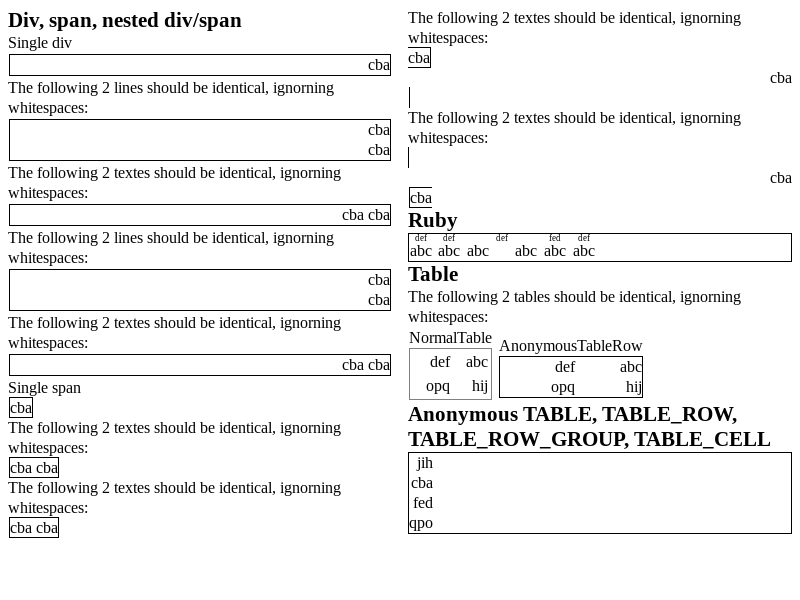 Div, span, nested div/span
Single div
cba
The following 2 lines should be identical, ignorning
whitespaces:
cba
cba
The following 2 textes should be identical, ignorning
whitespaces:
cba cba
The following 2 lines should be identical, ignorning
whitespaces:
cba
cba
The following 2 textes should be identical, ignorning
whitespaces:
cba cba
Single span
cba
The following 2 textes should be identical, ignorning
whitespaces:
cba cba
The following 2 textes should be identical, ignorning
whitespaces:
cba cba
The following 2 textes should be identical, ignorning
whitespaces:
cba
cba
The following 2 textes should be identical, ignorning
whitespaces:
cba
cba
Ruby
def def def fed def
abc abc abc abc abc abc
Table
The following 2 tables should be identical, ignorning
whitespaces:
NormalTable
def abc
opq hij
AnonymousTableRow
def abc
opq hij
Anonymous TABLE, TABLE_ROW,
TABLE_ROW_GROUP, TABLE_CELL
jih
cba
fed
qpo